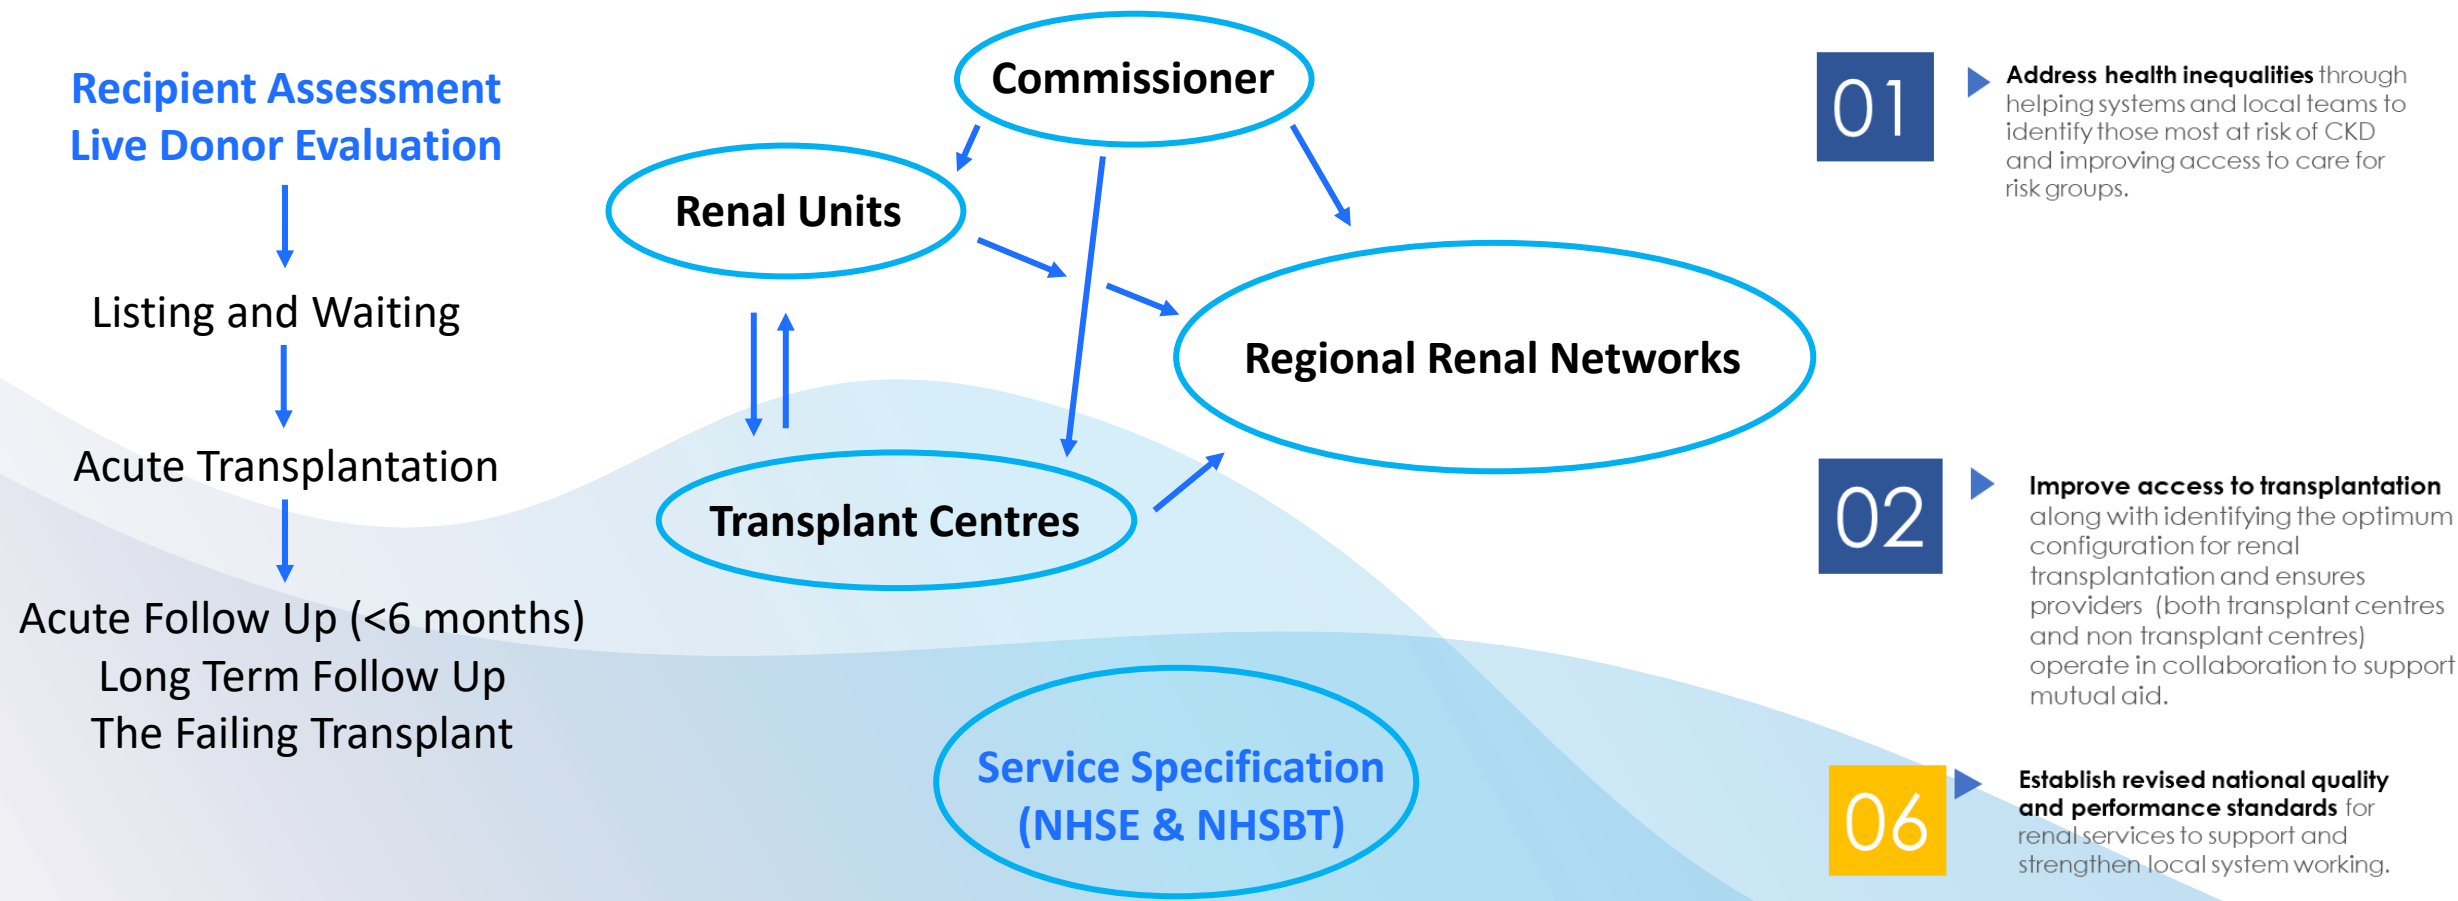 Recipient Assessment
Live Donor Evaluation
Listing and Waiting
Acute Transplantation
Acute Follow Up (<6 months)
Long Term Follow Up
The Failing Transplant
Commissioner
Renal Units
Regional Renal Networks
Transplant Centres
Service Specification
(NHSE & NHSBT)
01
Address health inequalities through
helping systems and local teams to
identify those most at risk of CKD
and improving access to care for
risk groups.
02
Improve access to transplantation
along with identifying the optimum
configuration for renal
transplantation and ensures
providers (both transplant centres
and non transplant centres)
operate in collaboration to support
mutual aid.
06
Establish revised national quality
and performance standards for
renal services to support and
strengthen local system working.